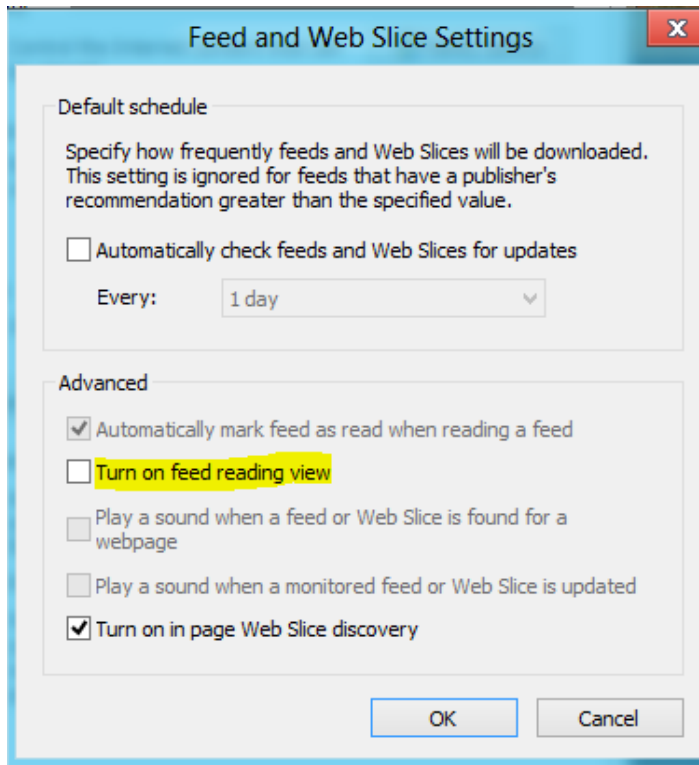 Feed and Web Slice Settings
x
Default schedule
Specify how frequently feeds and Web Slices will be downloaded.
This setting is ignored for feeds that have a publisher's
recommendation greater than the specified value.
Automatically check feeds and Web Slices for updates
Every: 1 day
Advanced
Automatically mark feed as read when reading a feed
Turn on feed reading view
Play a sound when a feed or Web Slice is found for a
webpage
Play a sound when a monitored feed or Web Slice is updated
Turn on in page Web Slice discovery
OK Cancel